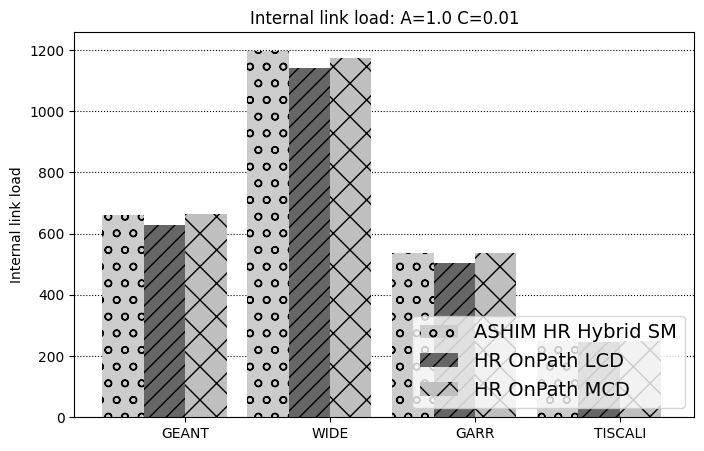 Internal link load: A=1.0 C=0.01
1200
1000
800
600
400
200
0
Internal link load
ASHIM HR Hybrid SM
HR OnPath LCD
HR OnPath MCD
GEANT
WIDE
GARR
TISCALI